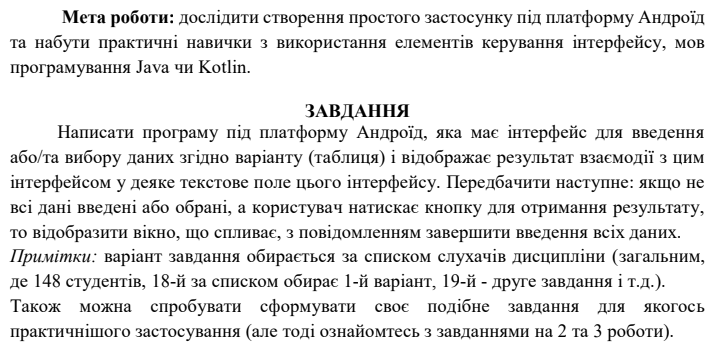 Мета роботи: дослідити створення простого застосунку під платформу Андроїд
та набути практичні навички з використання елементів керування інтерфейсу, мов
програмування Java чи Kotlin.
ЗАВДАННЯ
Написати програму під платформу Андроїд, яка має інтерфейс для введення
або/та вибору даних згідно варіанту (таблиця) і відображає результат взаємодії з цим
інтерфейсом у деяке текстове поле цього інтерфейсу. Передбачити наступне: якщо не
всі дані введені або обрані, а користувач натискає кнопку для отримання результату,
то відобразити вікно, що спливає, з повідомленням завершити введення всіх даних.
Примітки: варіант завдання обирається за списком слухачів дисципліни (загальним,
де 148 студентів, 18-й за списком обирає 1-й варіант, 19-й - друге завдання і т.д.).
Також можна спробувати сформувати своє подібне завдання для якогось
практичнішого застосування (але тоді ознайомтесь з завданнями на 2 та 3 роботи).